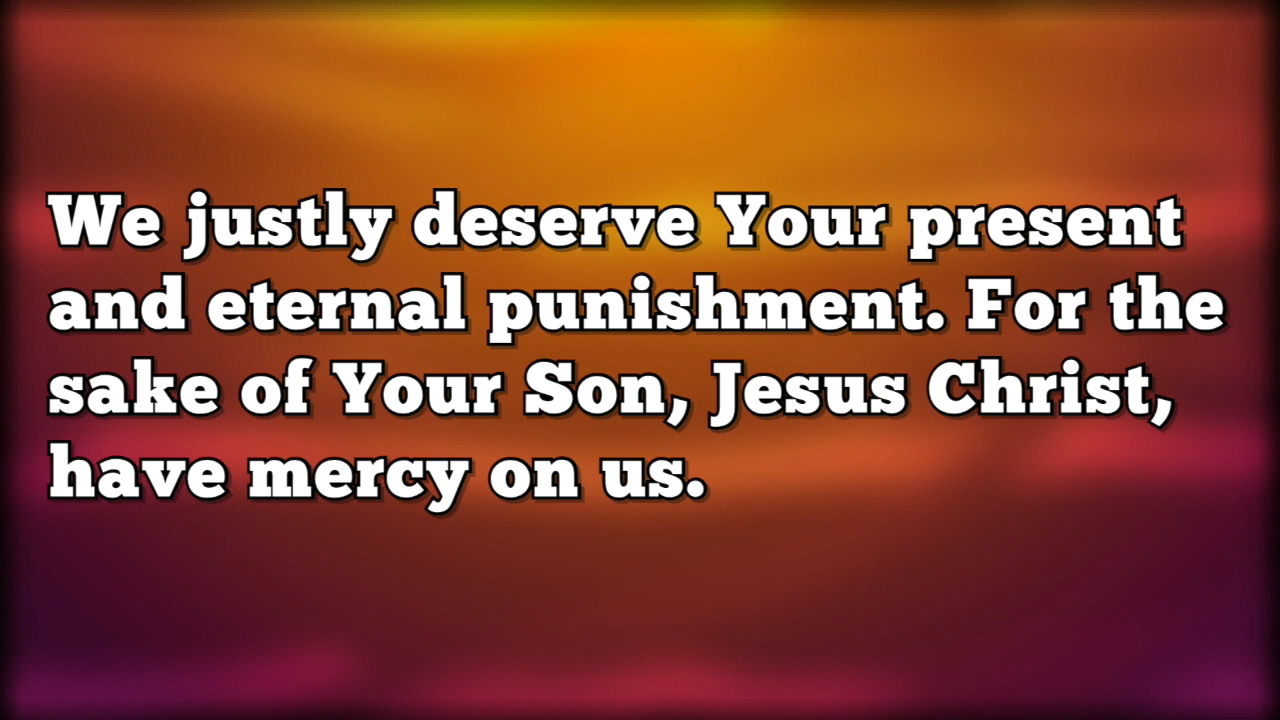 We justly deserve Your present
and eternal punishment. For the
sake of Your Son, Jesus Christ,
have mercy on us.